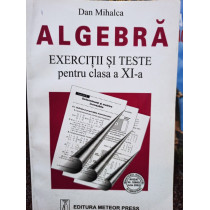 Dan Mihalca
ALGEBRĂ
EXERCIȚII ȘI TESTE
pentru clasa a XI-a
EDITURA METEOR PRESS